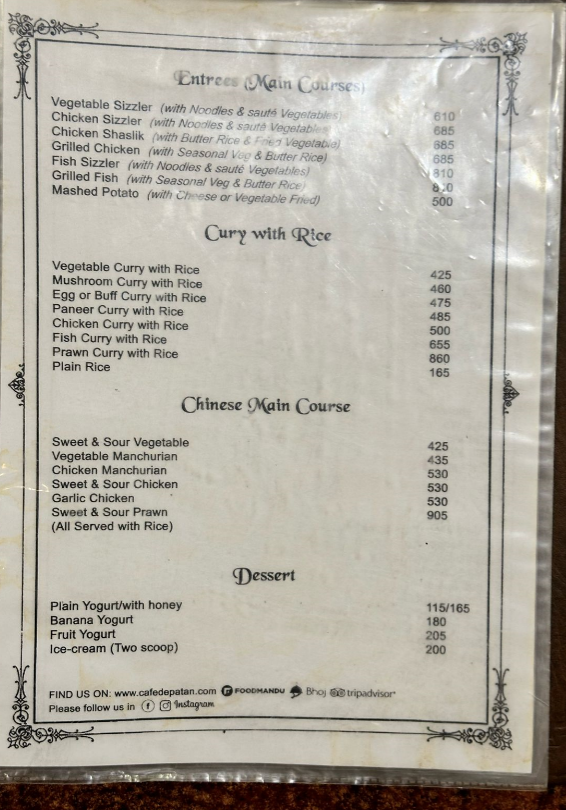 Entrees (Main Courses)
Vegetable Sizzler (with Noodles & sauté Vegetables) 610
Chicken Sizzler (with Noodles & sauté Vegetables) 685
Chicken Shaslik (with Butter Rice & Fried Vegetable) 685
Grilled Chicken (with Seasonal Veg & Butter Rice) 685
Fish Sizzler (with Noodles & sauté Vegetables) 810
Grilled Fish (with Seasonal Veg & Butter Rice)
Mashed Potato (with Cheese or Vegetable Fried) 500
Cury with Rice
Vegetable Curry with Rice 425
Mushroom Curry with Rice 460
Egg or Buff Curry with Rice 475
Paneer Curry with Rice 485
Chicken Curry with Rice 500
Fish Curry with Rice 655
Prawn Curry with Rice 860
Plain Rice 165
Chinese Main Course
Sweet & Sour Vegetable 425
Vegetable Manchurian 435
Chicken Manchurian 530
Sweet & Sour Chicken 530
Garlic Chicken 530
Sweet & Sour Prawn 905
(All Served with Rice)
Dessert
Plain Yogurt/with honey 115/165
Banana Yogurt 180
Fruit Yogurt 205
Ice-cream (Two scoop) 200
FIND US ON: www.cafedepatan.com FOODMANDU Bhoj tripadvisor
Please follow us in Instagram